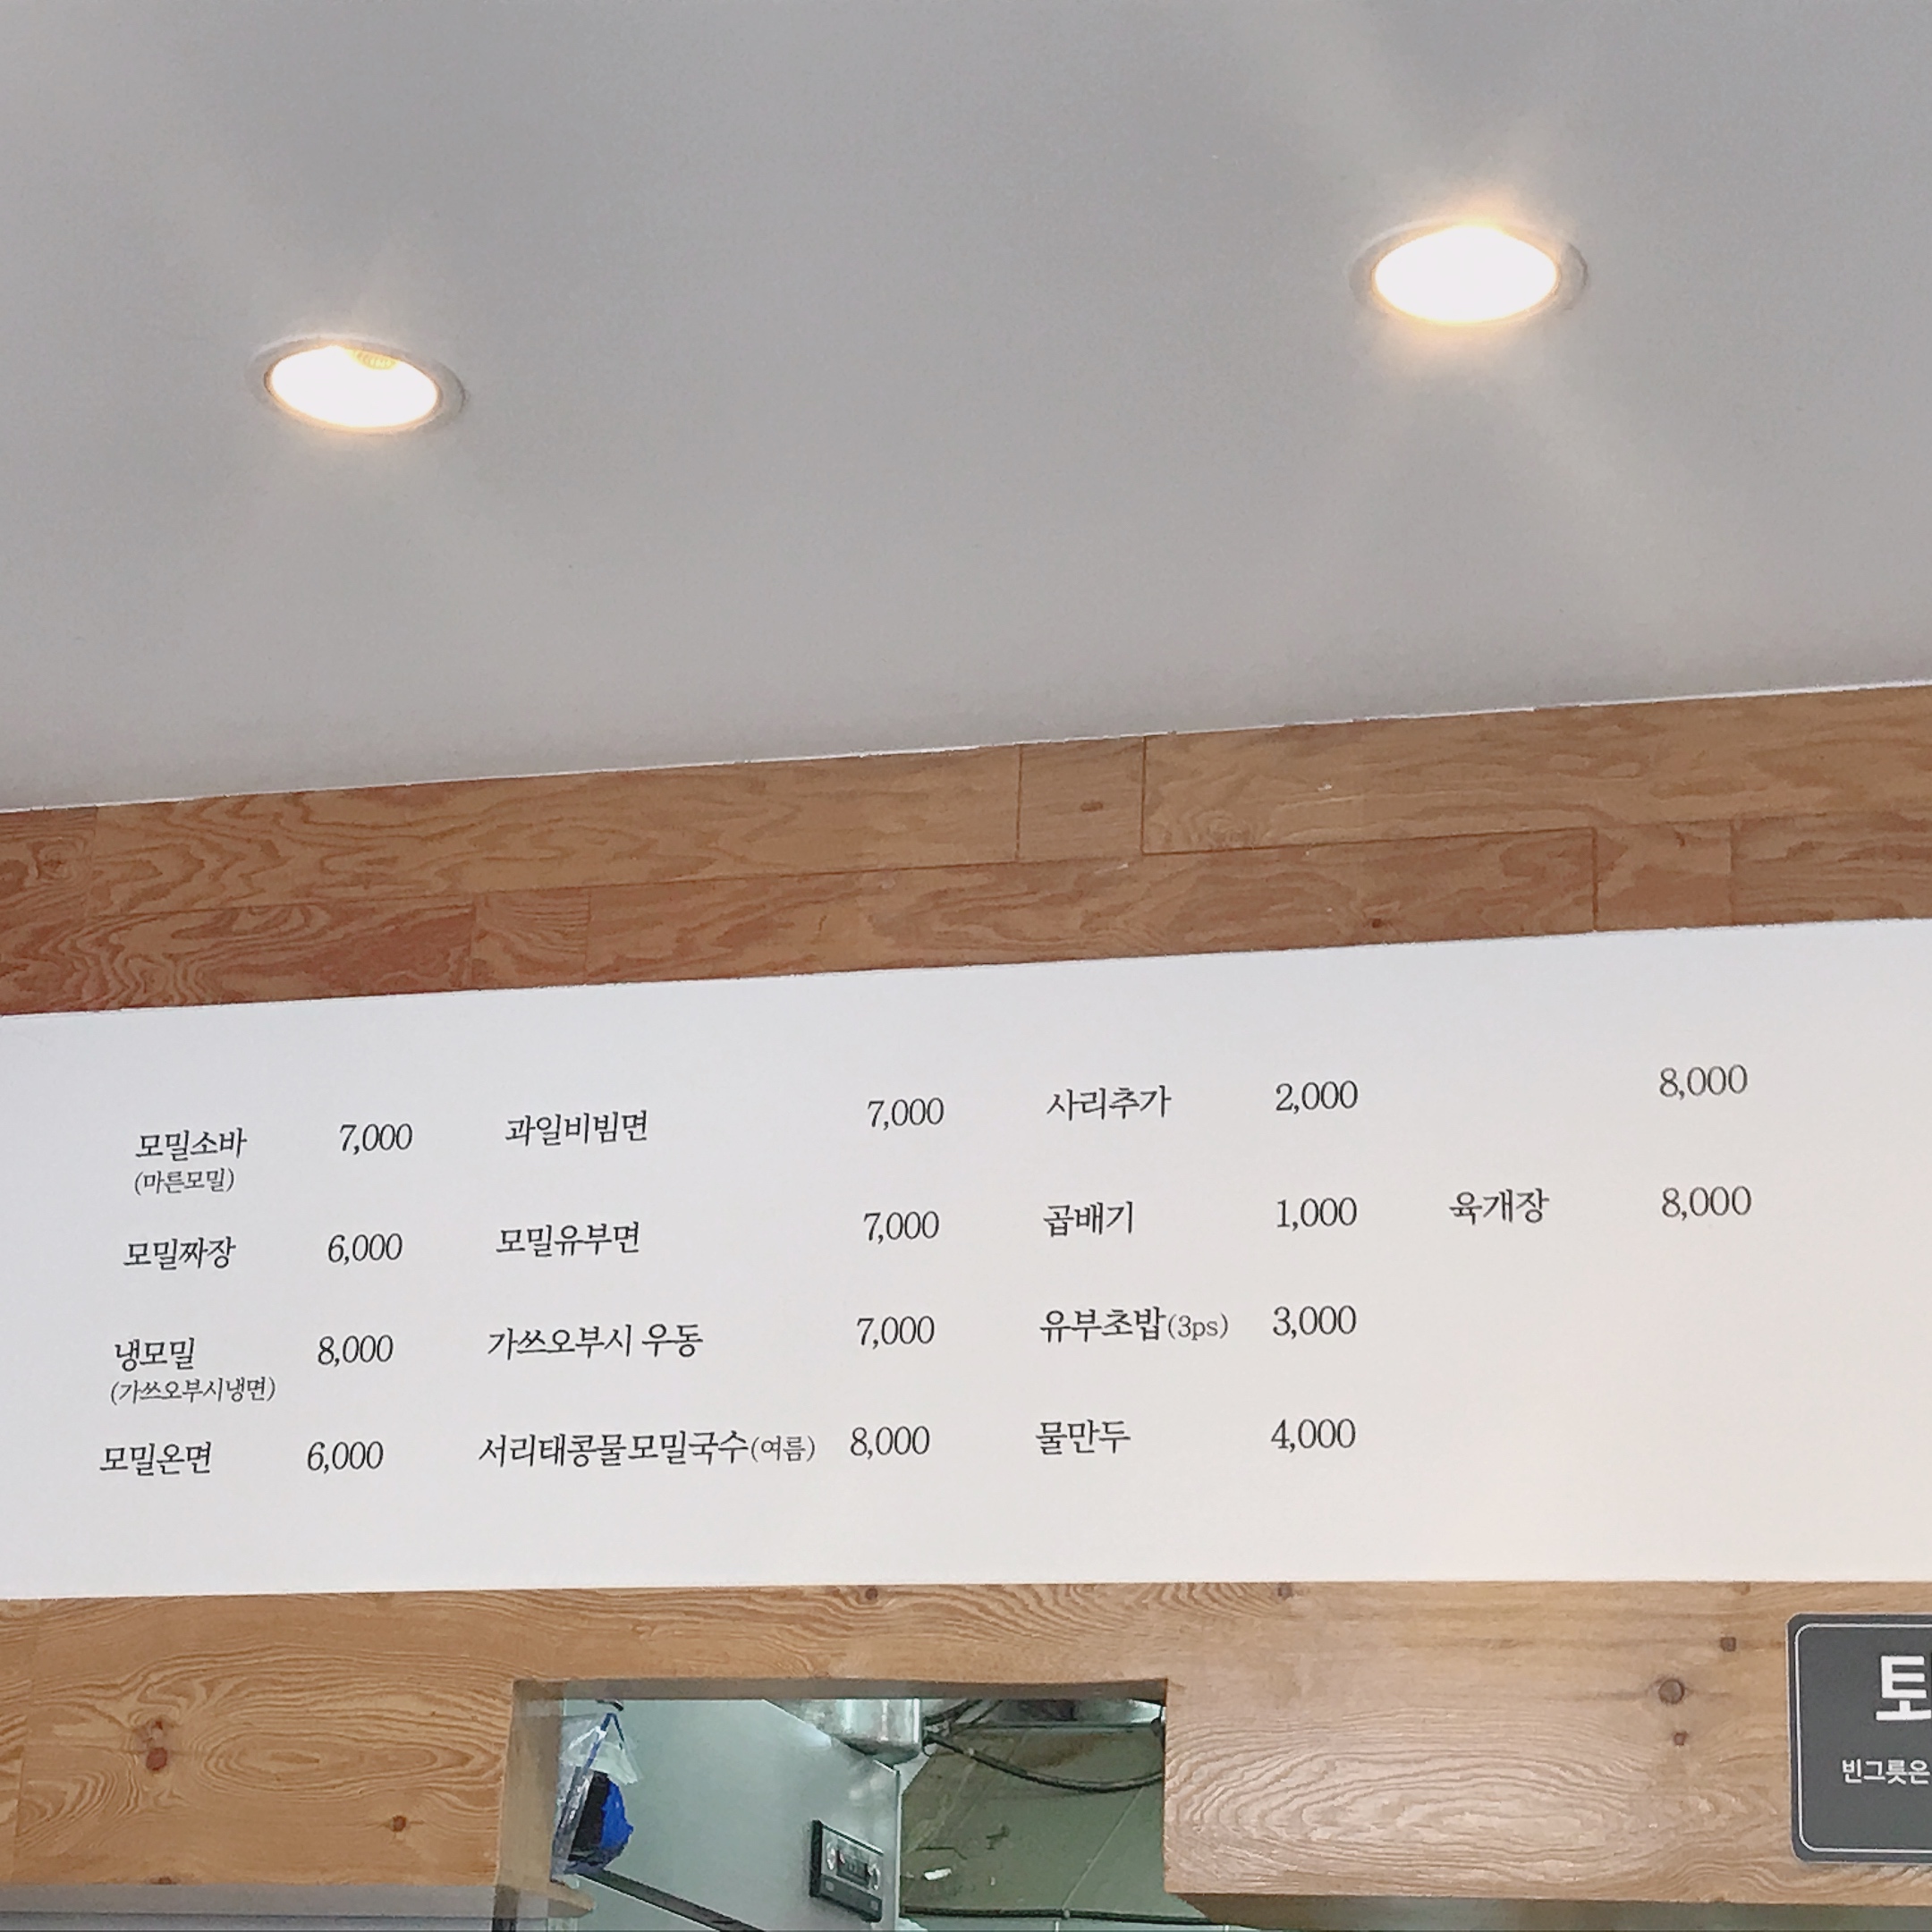 모밀소바 7,000 과일비빔면 7,000 사리추가 2,000 8,000
(마른모밀)
모밀짜장 6,000 모밀유부면 7,000 곱배기 1,000 육개장 8,000
냉모밀 8,000 가쓰오부시 우동 7,000 유부초밥(3ps) 3,000
(가쓰오부시냉면)
모밀온면 6,000 서리태콩물모밀국수(여름) 8,000 물만두 4,000
빈그릇은